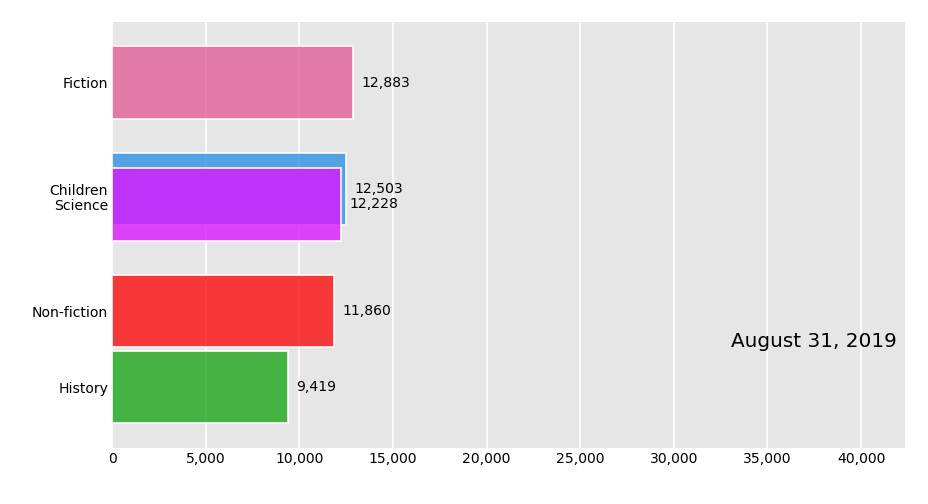 Fiction 12,883
Children 12,503
Science 12,228
Non-fiction 11,860
August 31, 2019
History 9,419
0 5,000 10,000 15,000 20,000 25,000 30,000 35,000 40,000